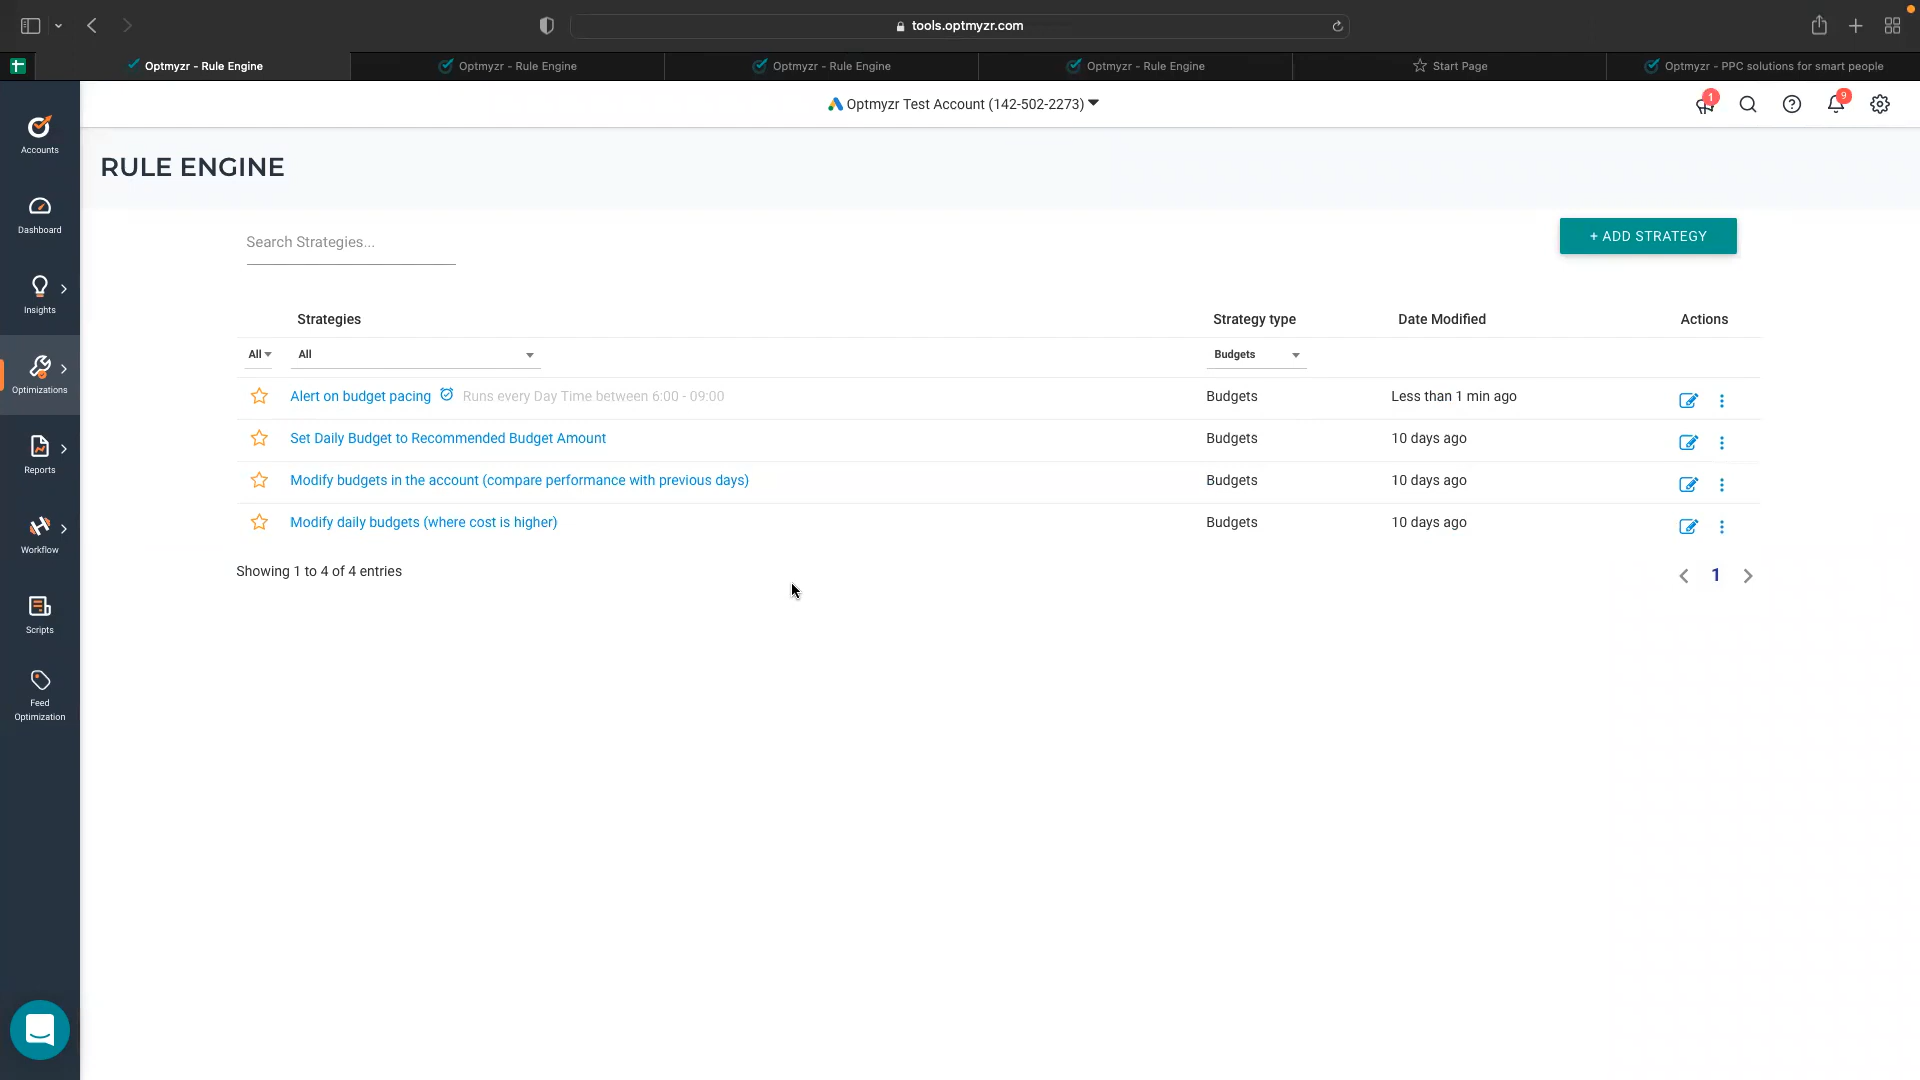 tools.optmyzr.com
Optmyzr - Rule Engine
Optmyzr - Rule Engine
Optmyzr - Rule Engine
Optmyzr - Rule Engine
Start Page
Optmyzr - PPC solutions for smart people
Optmyzr Test Account (142-502-2273)
1
9
Accounts
Dashboard
Insights
Optimizations
Reports
Workflow
Scripts
Feed
Optimization
RULE ENGINE
Search Strategies...
+ ADD STRATEGY
Strategies Strategy type Date Modified Actions
All All Budgets
Alert on budget pacing Runs every Day Time between 6:00 - 09:00 Budgets Less than 1 min ago
Set Daily Budget to Recommended Budget Amount Budgets 10 days ago
Modify budgets in the account (compare performance with previous days) Budgets 10 days ago
Modify daily budgets (where cost is higher) Budgets 10 days ago
Showing 1 to 4 of 4 entries
1